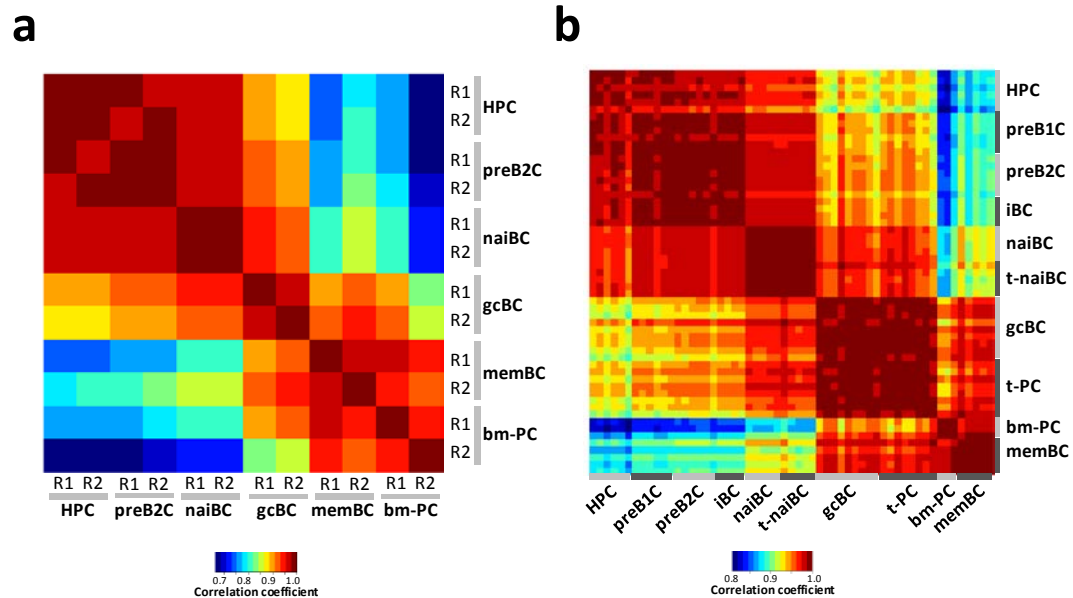 a
R1
R2
HPC
R1
R2
preB2C
R1
R2
naiBC
R1
R2
gcBC
R1
R2
memBC
R1
R2
bm-PC
R1 R2 R1 R2 R1 R2 R1 R2 R1 R2 R1 R2
HPC preB2C naiBC gcBC memBC bm-PC
0.7 0.8 0.9 1.0
Correlation coefficient
b
HPC
preB1C
preB2C
iBC
naiBC
t-naiBC
gcBC
t-PC
bm-PC
memBC
HPC preB1C preB2C iBC naiBC t-naiBC gcBC t-PC bm-PC memBC
0.8 0.9 1.0
Correlation coefficient